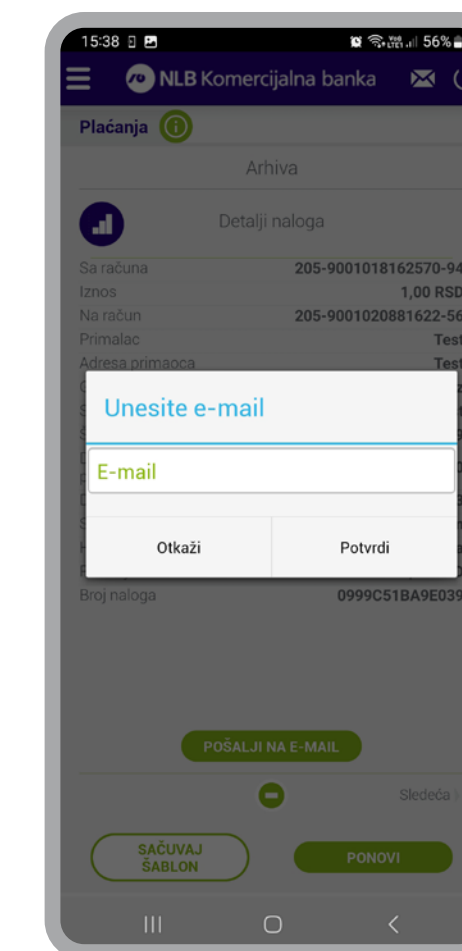 15:38
56%
NLB Komercijalna banka
Plaćanja
Arhiva
Detalji naloga
Sa računa 205-9001018162570-94
Iznos 1,00 RSD
Na račun 205-9001020881622-56
Primalac Test
Adresa primaoca Test
Unesite e-mail
E-mail
Otkaži Potvrdi
Broj naloga 0999C51BA9E039
POŠALJI NA E-MAIL
Sledeća
SAČUVAJ
ŠABLON
PONOVI